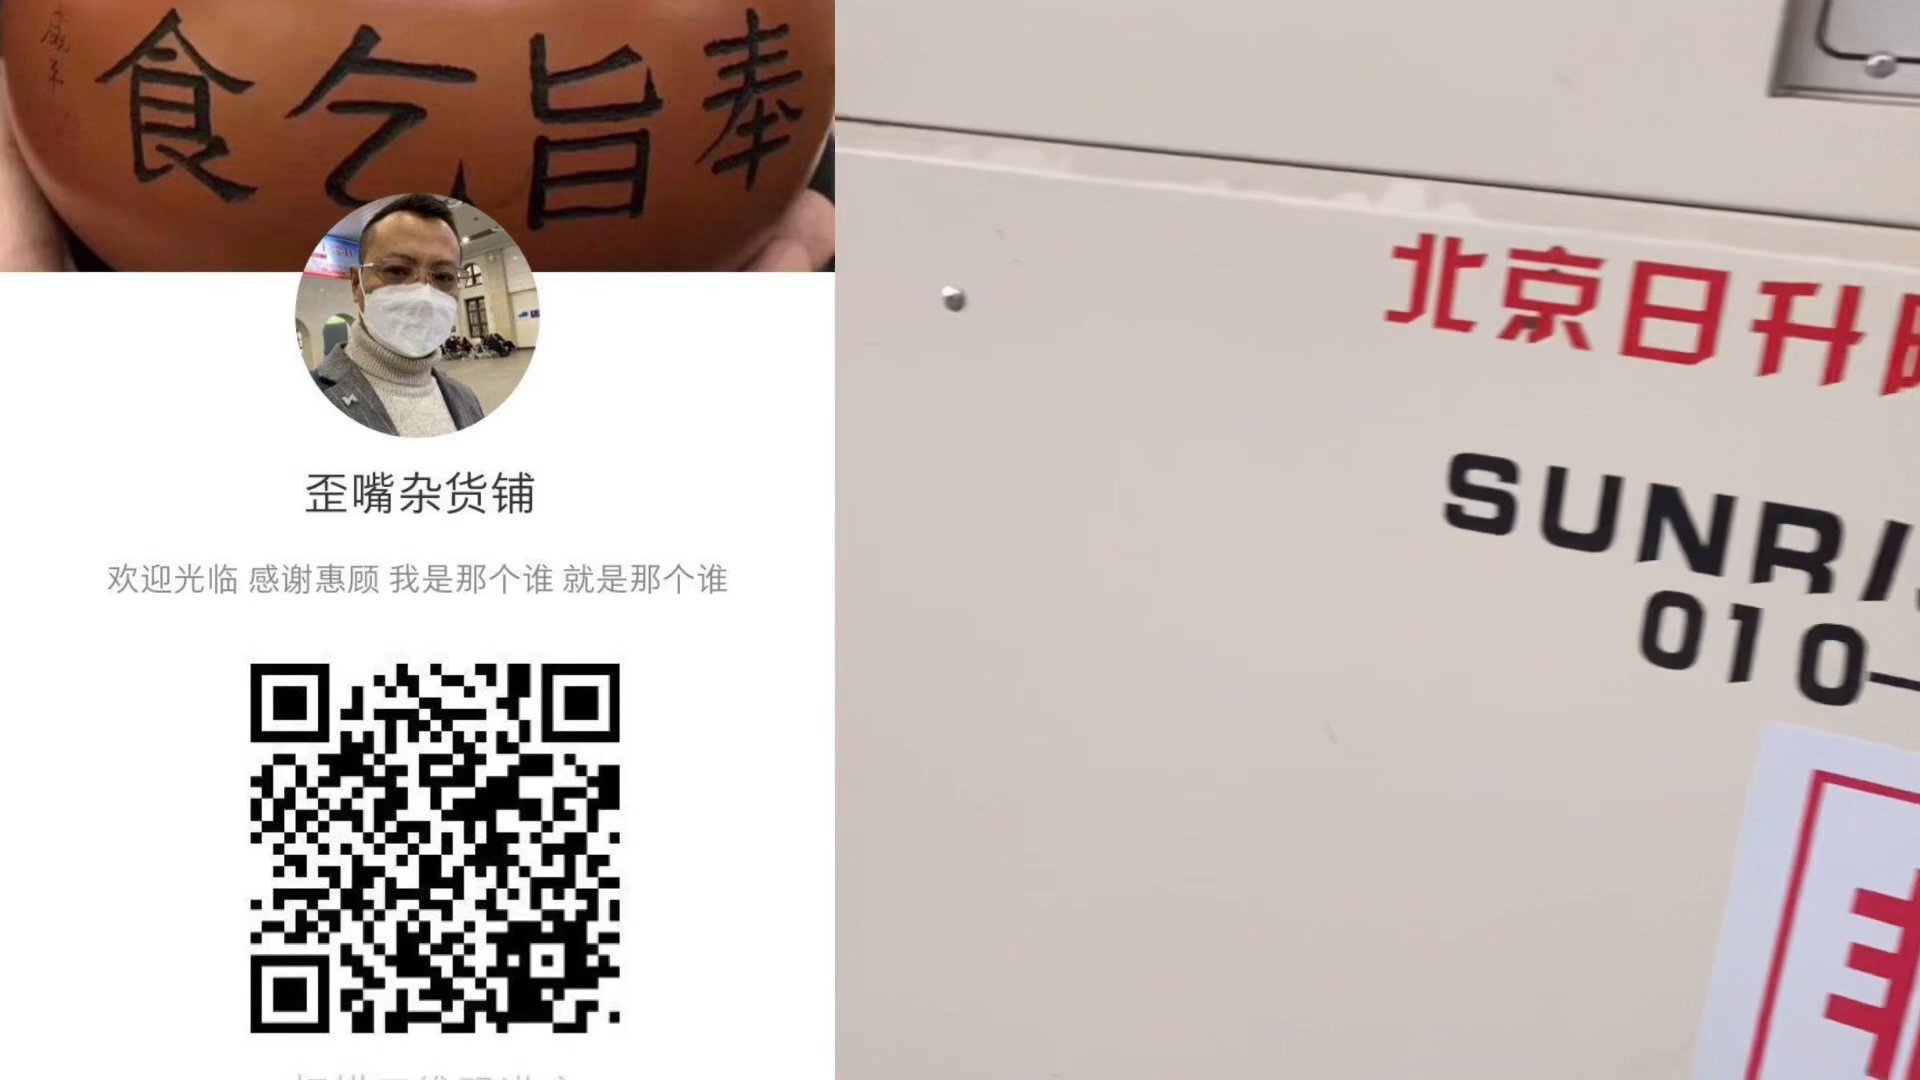 食乞旨奉
歪嘴杂货铺
欢迎光临 感谢惠顾 我是那个谁 就是那个谁
北京日升
SUNRI
010-
非